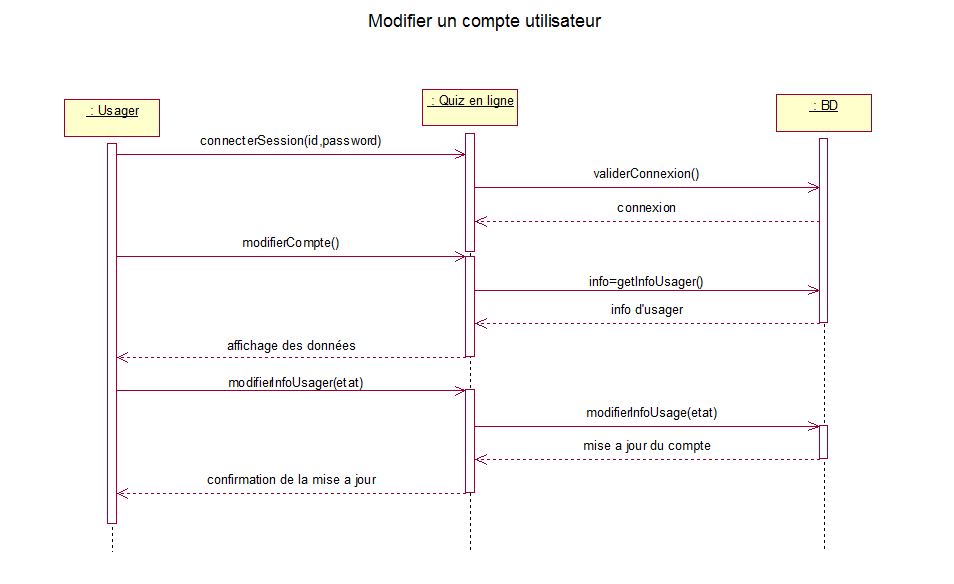 Modifier un compte utilisateur
: Usager
: Quiz en ligne
: BD
connecterSession(id,password)
validerConnexion()
connexion
modifierCompte()
info=getInfoUsager()
info d'usager
affichage des données
modifierInfoUsager(etat)
modifierInfoUsage(etat)
mise a jour du compte
confirmation de la mise a jour